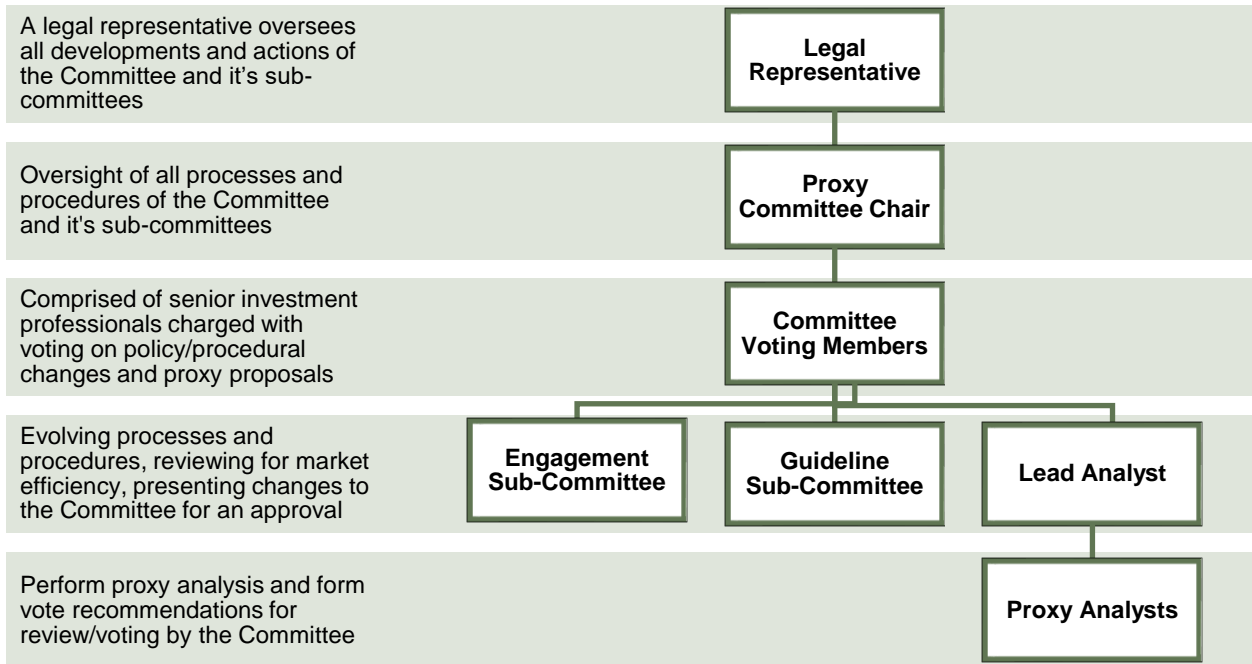 A legal representative oversees
all developments and actions of
the Committee and it’s sub-
committees
Legal
Representative
Oversight of all processes and
procedures of the Committee
and it's sub-committees
Proxy
Committee Chair
Comprised of senior investment
professionals charged with
voting on policy/procedural
changes and proxy proposals
Committee
Voting Members
Evolving processes and
procedures, reviewing for market
efficiency, presenting changes to
the Committee for an approval
Engagement
Sub-Committee
Guideline
Sub-Committee
Lead Analyst
Perform proxy analysis and form
vote recommendations for
review/voting by the Committee
Proxy Analysts